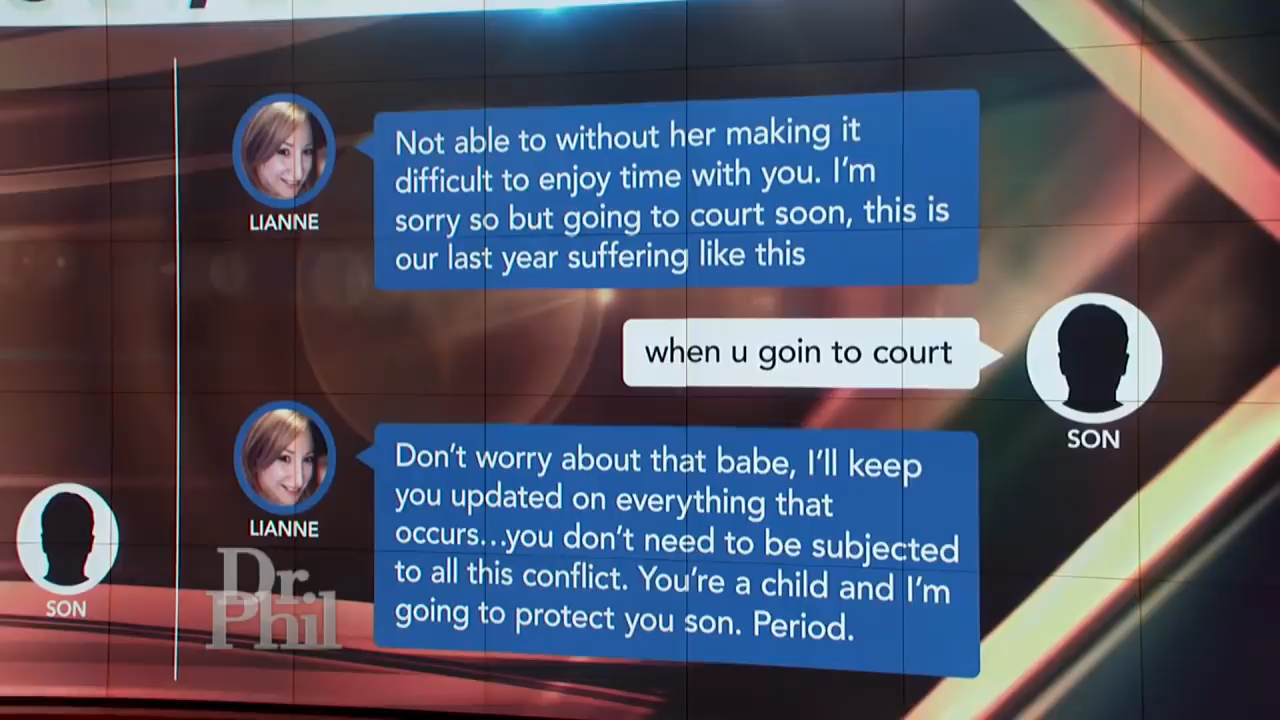 LIANNE
Not able to without her making it
difficult to enjoy time with you. I'm
sorry so but going to court soon, this is
our last year suffering like this
when u goin to court
SON
LIANNE
Don't worry about that babe, I'll keep
you updated on everything that
occurs...you don't need to be subjected
to all this conflict. You're a child and I'm
going to protect you son. Period.
SON
Dr.
Phil